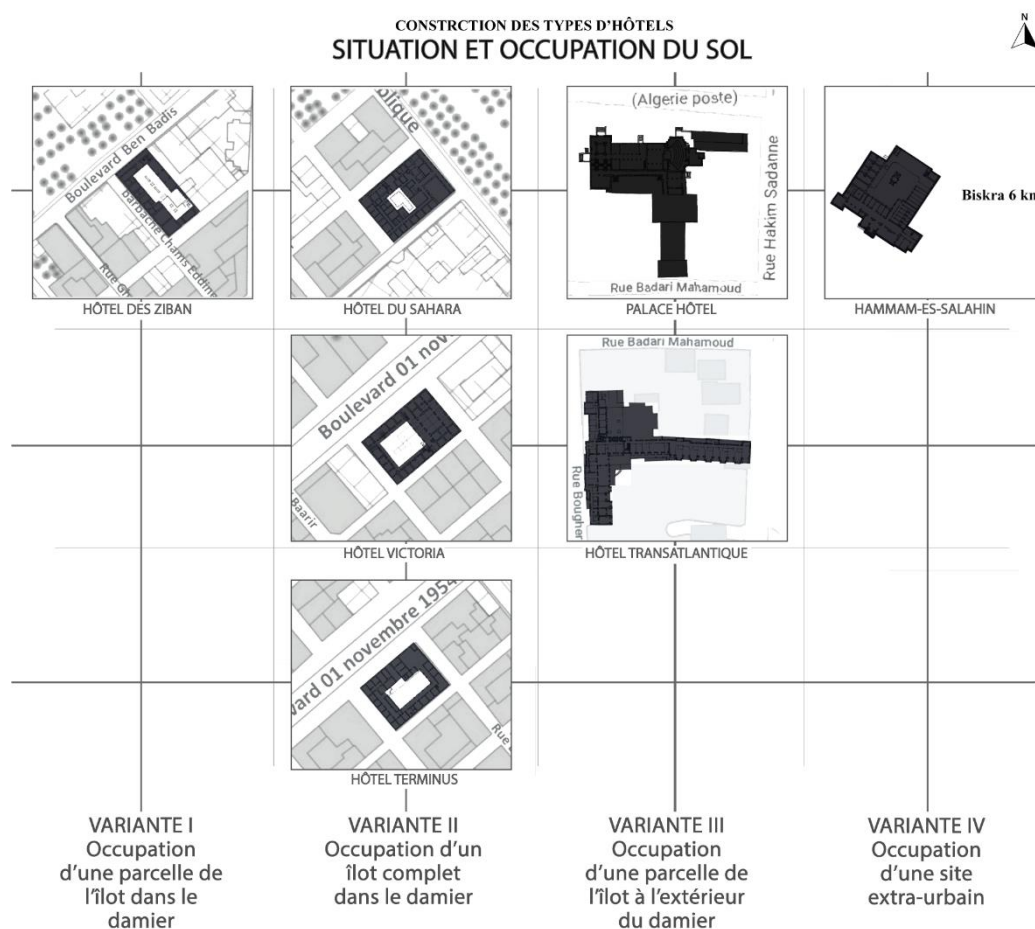 CONSTRCTION DES TYPES D'HÔTELS
N
SITUATION ET OCCUPATION DU SOL
Boulevard Ben Badis
Barbache Chams Eddine
HÔTEL DES ZIBAN
HÔTEL DU SAHARA
(Algerie poste)
Rue Hakim Sadanne
Rue Badari Mahamoud
PALACE HÔTEL
Biskra 6 km
HAMMAM-ES-SALAHIN
Boulevard 01 nov
Baarir
HÔTEL VICTORIA
Rue Badari Mahamoud
Rue Bougher
HÔTEL TRANSATLANTIQUE
vard 01 novembre 1954
Rue
HÔTEL TERMINUS
VARIANTE I
Occupation
d'une parcelle de
l'îlot dans le
damier
VARIANTE II
Occupation d'un
îlot complet
dans le damier
VARIANTE III
Occupation
d'une parcelle de
l'îlot à l'extérieur
du damier
VARIANTE IV
Occupation
d'une site
extra-urbain